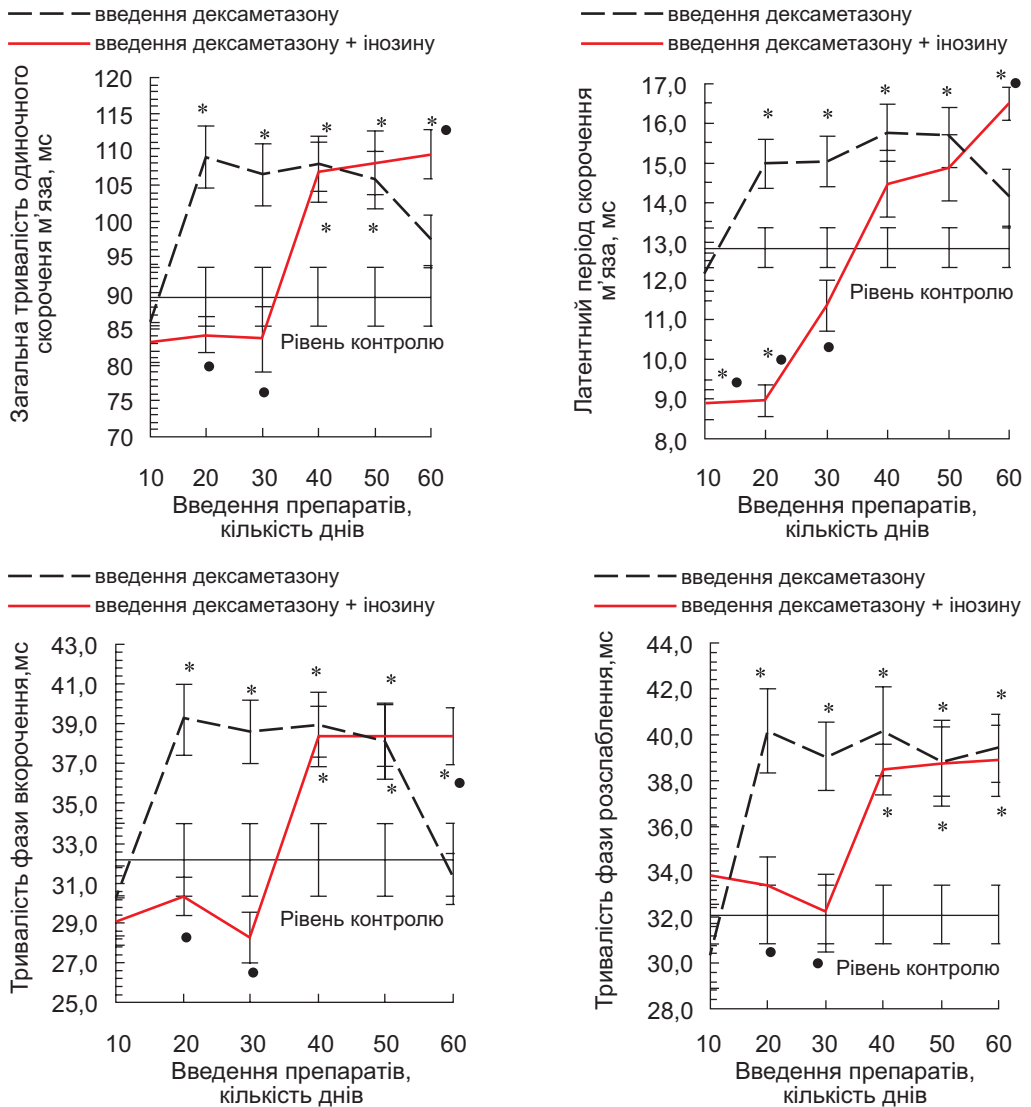 введення дексаметазону
введення дексаметазону + інозину
Загальна тривалість одиночного
скороченя м’яза, мс
120
115
110
105
100
95
90
85
80
75
70
*
*
*
*
*
*
*
Рівень контролю
10 20 30 40 50 60
Введення препаратів,
кількість днів
введення дексаметазону
введення дексаметазону + інозину
Латентний період скорочення
м’яза, мс
17,0
16,0
15,0
14,0
13,0
12,0
11,0
10,0
9,0
8,0
*
*
*
*
*
*
*
Рівень контролю
10 20 30 40 50 60
Введення препаратів,
кількість днів
введення дексаметазону
введення дексаметазону + інозину
Тривалість фази вкорочення,мс
43,0
41,0
39,0
37,0
35,0
33,0
31,0
29,0
27,0
25,0
*
*
*
*
*
*
*
Рівень контролю
10 20 30 40 50 60
Введення препаратів,
кількість днів
введення дексаметазону
введення дексаметазону + інозину
Тривалість фази розслаблення,мс
44,0
42,0
40,0
38,0
36,0
34,0
32,0
30,0
28,0
*
*
*
*
*
*
*
*
Рівень контролю
10 20 30 40 50 60
Введення препаратів,
кількість днів